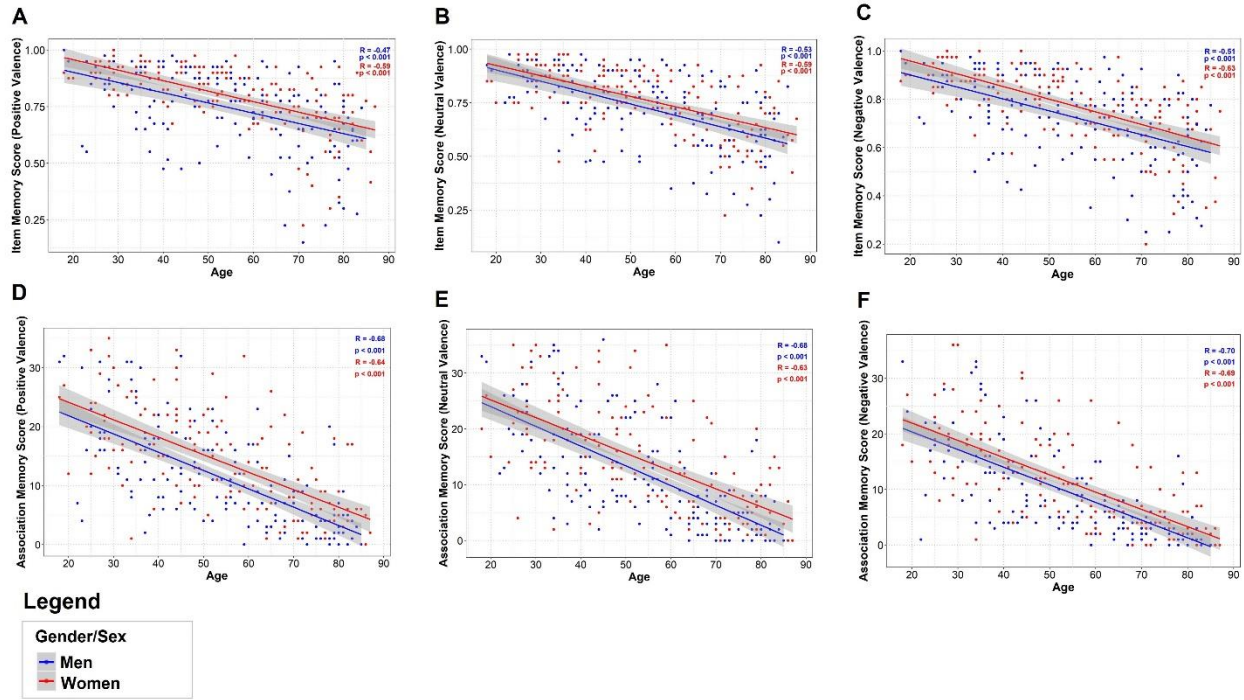 A
Item Memory Score (Positive Valence)
R = -0.47
p < 0.001
R = -0.59
p < 0.001
1.00
0.75
0.50
0.25
20 30 40 50 60 70 80 90
Age
B
Item Memory Score (Neutral Valence)
R = -0.53
p < 0.001
R = -0.59
p < 0.001
1.00
0.75
0.50
0.25
20 30 40 50 60 70 80 90
Age
C
Item Memory Score (Negative Valence)
R = -0.51
p < 0.001
R = -0.63
p < 0.001
1.0
0.8
0.6
0.4
0.2
20 30 40 50 60 70 80 90
Age
D
Association Memory Score (Positive Valence)
R = -0.68
p < 0.001
R = -0.64
p < 0.001
30
20
10
0
20 30 40 50 60 70 80 90
Age
E
Association Memory Score (Neutral Valence)
R = -0.68
p < 0.001
R = -0.63
p < 0.001
30
20
10
0
20 30 40 50 60 70 80 90
Age
F
Association Memory Score (Negative Valence)
R = -0.70
p < 0.001
R = -0.69
p < 0.001
30
20
10
0
20 30 40 50 60 70 80 90
Age
Legend
Gender/Sex
Men
Women